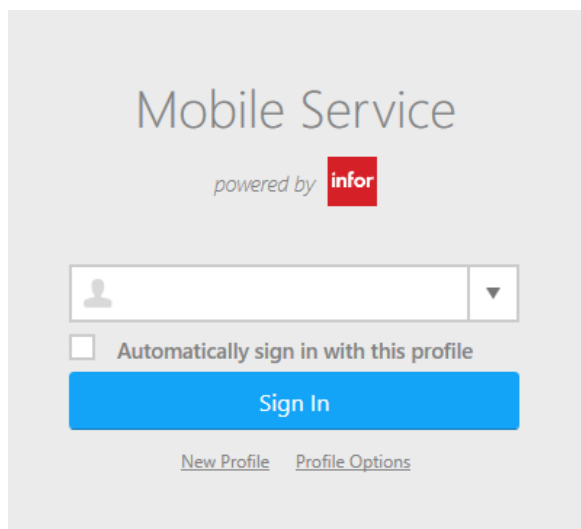 Mobile Service
powered by infor
Automatically sign in with this profile
Sign In
New Profile Profile Options